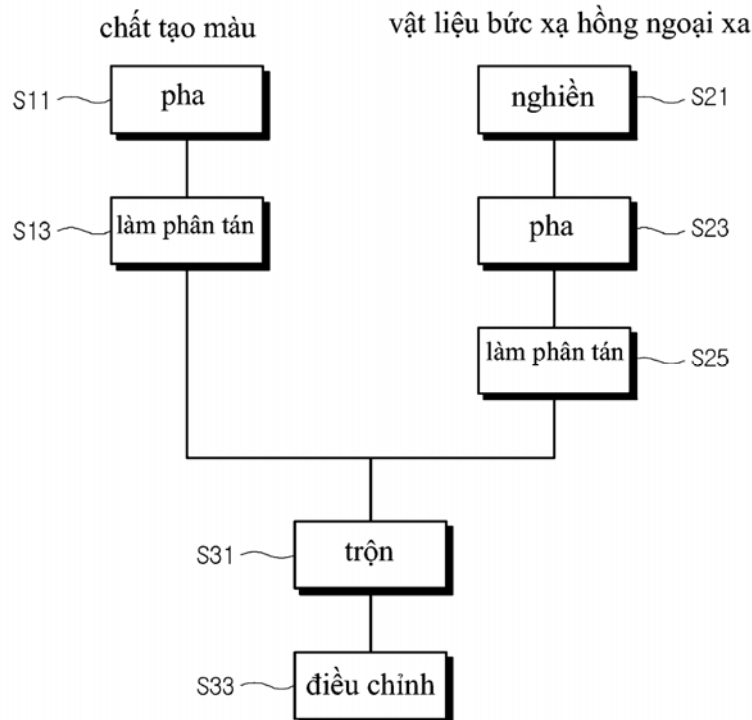 chất tạo màu
vật liệu bức xạ hồng ngoại xa
S11
pha
nghiền
S21
S13
làm phân tán
pha
S23
làm phân tán
S25
S31
trộn
S33
điều chỉnh